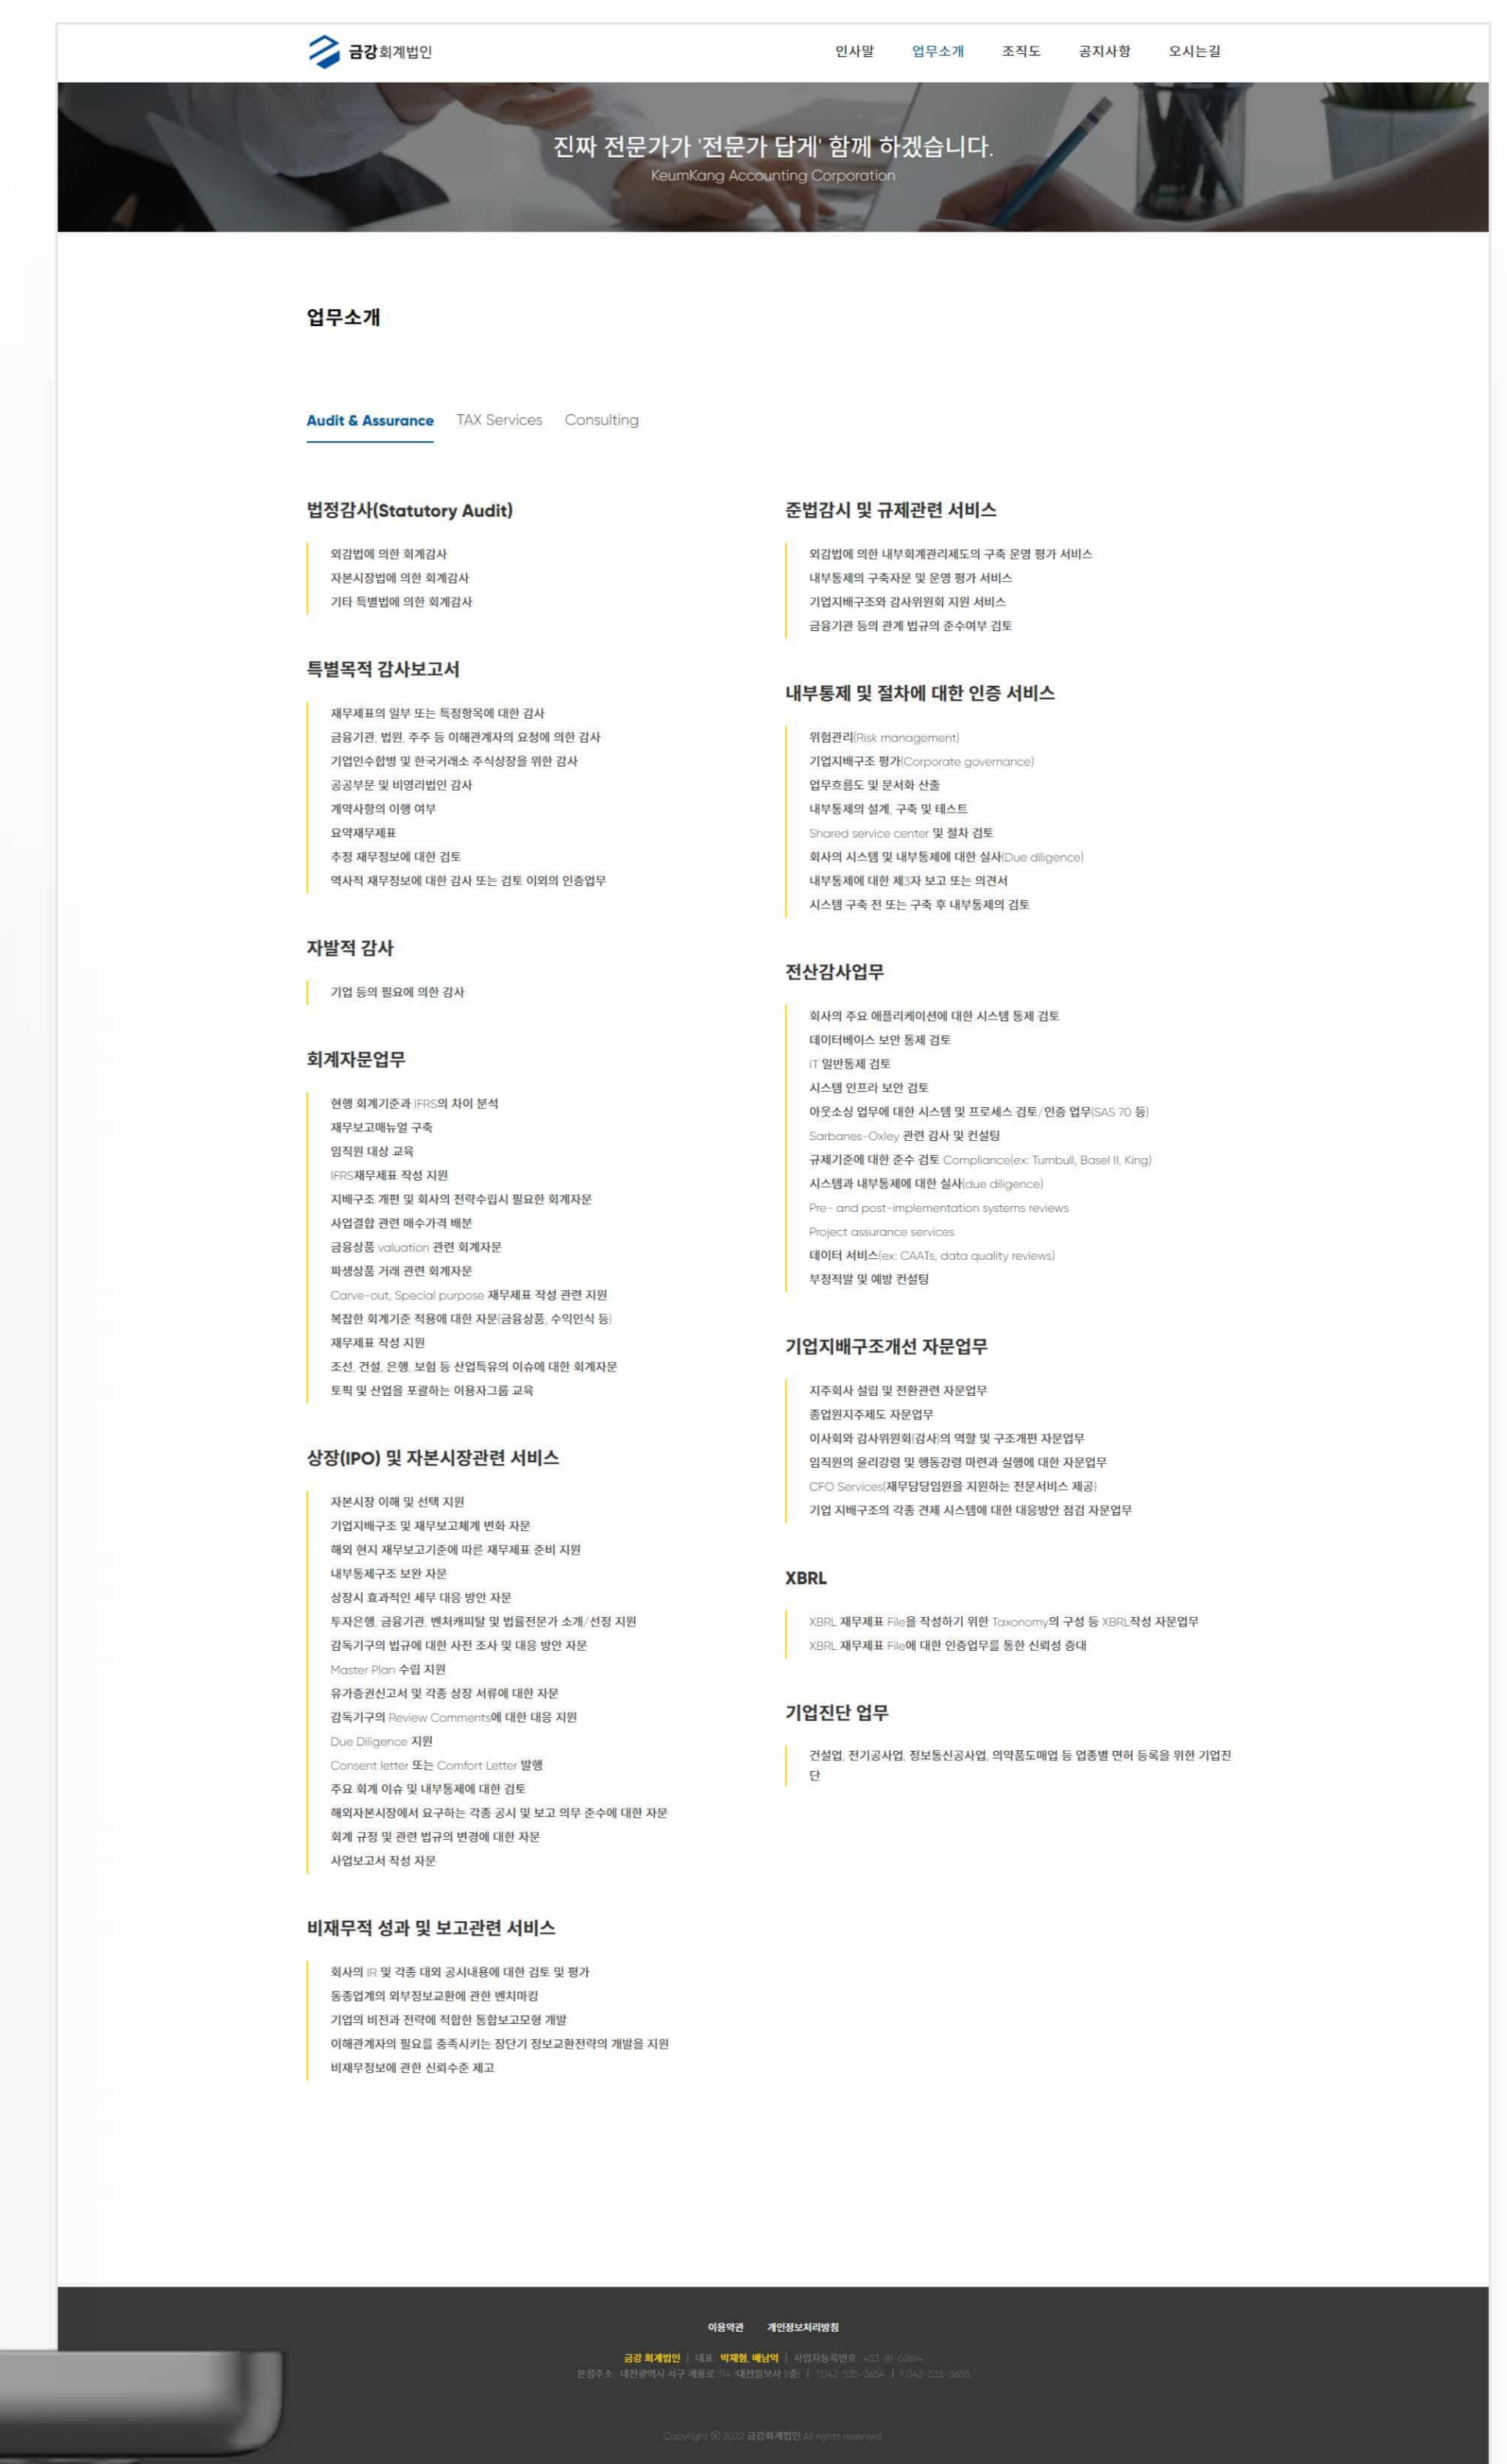 금강회계법인
인사말 업무소개 조직도 공지사항 오시는길
진짜 전문가가 '전문가 답게' 함께 하겠습니다.
KeumKang Accounting Corporation
업무소개
Audit & Assurance TAX Services Consulting
법정감사(Statutory Audit)
외감법에 의한 회계감사
자본시장법에 의한 회계감사
기타 특별법에 의한 회계감사
특별목적 감사보고서
재무제표의 일부 또는 특정항목에 대한 감사
금융기관, 법원, 주주 등 이해관계자의 요청에 의한 감사
기업인수합병 및 한국거래소 주식상장을 위한 감사
공공부문 및 비영리법인 감사
계약사항의 이행 여부
요약재무제표
추정 재무정보에 대한 검토
역사적 재무정보에 대한 감사 또는 검토 이외의 인증업무
자발적 감사
기업 등의 필요에 의한 감사
회계자문업무
현행 회계기준과 IFRS의 차이 분석
재무보고매뉴얼 구축
임직원 대상 교육
IFRS재무제표 작성 지원
지배구조 개편 및 회사의 전략수립시 필요한 회계자문
사업결합 관련 매수가격 배분
금융상품 valuation 관련 회계자문
파생상품 거래 관련 회계자문
Carve-out, Special purpose 재무제표 작성 관련 지원
복잡한 회계기준 적용에 대한 자문(금융상품, 수익인식 등)
재무제표 작성 지원
조선, 건설, 은행, 보험 등 산업특유의 이슈에 대한 회계자문
토픽 및 산업을 포괄하는 이용자그룹 교육
상장(IPO) 및 자본시장관련 서비스
자본시장 이해 및 선택 지원
기업지배구조 및 재무보고체계 변화 자문
해외 현지 재무보고기준에 따른 재무제표 준비 지원
내부통제구조 보완 자문
상장시 효과적인 세무 대응 방안 자문
투자은행, 금융기관, 벤처캐피탈 및 법률전문가 소개/선정 지원
감독기구의 법규에 대한 사전 조사 및 대응 방안 자문
Master Plan 수립 지원
유가증권신고서 및 각종 상장 서류에 대한 자문
감독기구의 Review Comments에 대한 대응 지원
Due Diligence 지원
Consent letter 또는 Comfort Letter 발행
주요 회계 이슈 및 내부통제에 대한 검토
해외자본시장에서 요구하는 각종 공시 및 보고 의무 준수에 대한 자문
회계 규정 및 관련 법규의 변경에 대한 자문
사업보고서 작성 자문
비재무적 성과 및 보고관련 서비스
회사의 IR 및 각종 대외 공시내용에 대한 검토 및 평가
동종업계의 외부정보교환에 관한 벤치마킹
기업의 비전과 전략에 적합한 통합보고모형 개발
이해관계자의 필요를 충족시키는 장단기 정보교환전략의 개발을 지원
비재무정보에 관한 신뢰수준 제고
준법감시 및 규제관련 서비스
외감법에 의한 내부회계관리제도의 구축 운영 평가 서비스
내부통제의 구축자문 및 운영 평가 서비스
기업지배구조와 감사위원회 지원 서비스
금융기관 등의 관계 법규의 준수여부 검토
내부통제 및 절차에 대한 인증 서비스
위험관리(Risk management)
기업지배구조 평가(Corporate governance)
업무흐름도 및 문서화 산출
내부통제의 설계, 구축 및 테스트
Shared service center 및 절차 검토
회사의 시스템 및 내부통제에 대한 실사(Due diligence)
내부통제에 대한 제3자 보고 또는 의견서
시스템 구축 전 또는 구축 후 내부통제의 검토
전산감사업무
회사의 주요 애플리케이션에 대한 시스템 통제 검토
데이터베이스 보안 통제 검토
IT 일반통제 검토
시스템 인프라 보안 검토
아웃소싱 업무에 대한 시스템 및 프로세스 검토/인증 업무(SAS 70 등)
Sarbanes-Oxley 관련 감사 및 컨설팅
규제기준에 대한 준수 검토 Compliance(ex: Turnbull, Basel II, King)
시스템과 내부통제에 대한 실사(due diligence)
Pre- and post-implementation systems reviews
Project assurance services
데이터 서비스(ex: CAATs, data quality reviews)
부정적발 및 예방 컨설팅
기업지배구조개선 자문업무
지주회사 설립 및 전환관련 자문업무
종업원지주제도 자문업무
이사회와 감사위원회(감사)의 역할 및 구조개편 자문업무
임직원의 윤리강령 및 행동강령 마련과 실행에 대한 자문업무
CFO Services(재무담당임원을 지원하는 전문서비스 제공)
기업 지배구조의 각종 견제 시스템에 대한 대응방안 점검 자문업무
XBRL
XBRL 재무제표 File을 작성하기 위한 Taxonomy의 구성 등 XBRL작성 자문업무
XBRL 재무제표 File에 대한 인증업무를 통한 신뢰성 증대
기업진단 업무
건설업, 전기공사업, 정보통신공사업, 의약품도매업 등 업종별 면허 등록을 위한 기업진
단
이용약관 개인정보처리방침
금강 회계법인 | 대표 : 박재형, 배남억 | 사업자등록번호 : 433-81-02614
본점주소 : 대전광역시 서구 계룡로 314 (대전일보사 9층) | T.042-535-3654 | F.042-535-3655
Copyright ⓒ 2022 금강회계법인 All rights reserved.